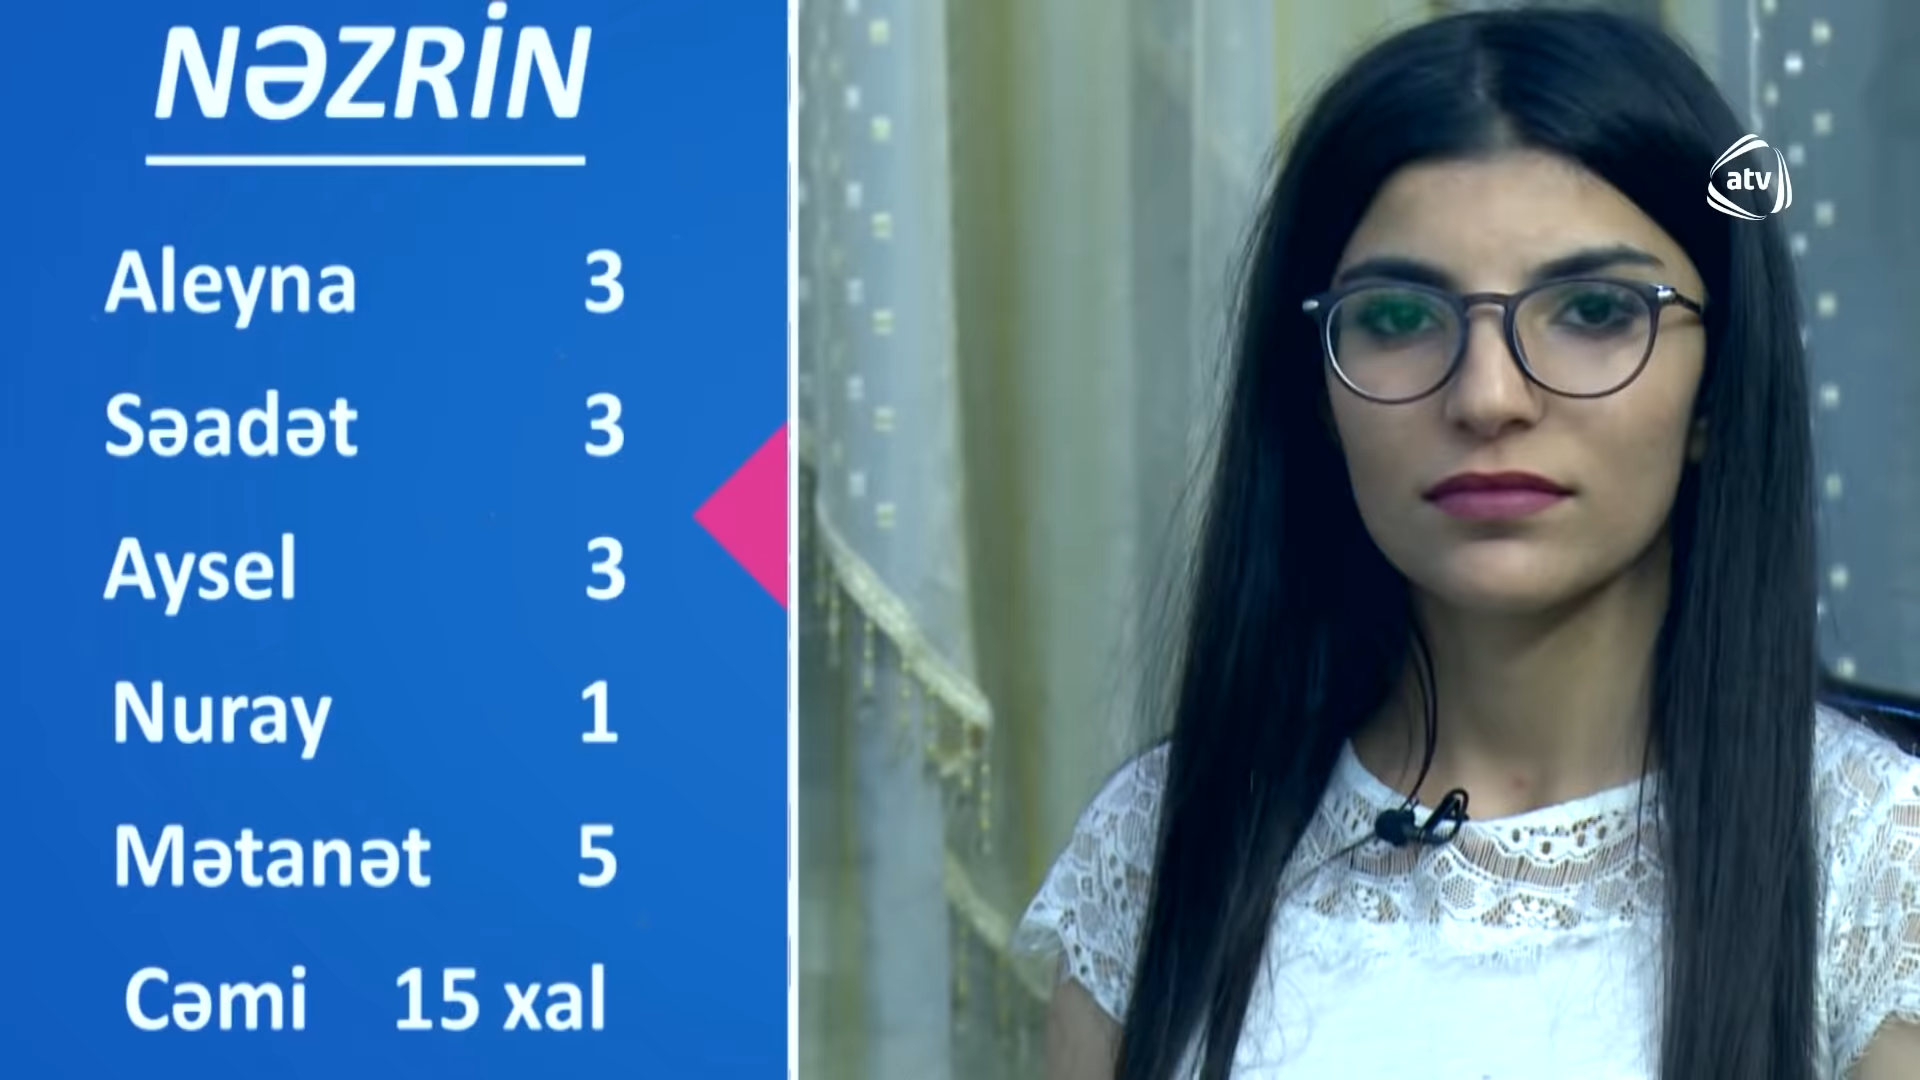 NƏZRİN
Aleyna 3
Səadət 3
Aysel 3
Nuray 1
Mətanət 5
Cəmi 15 xal
atv